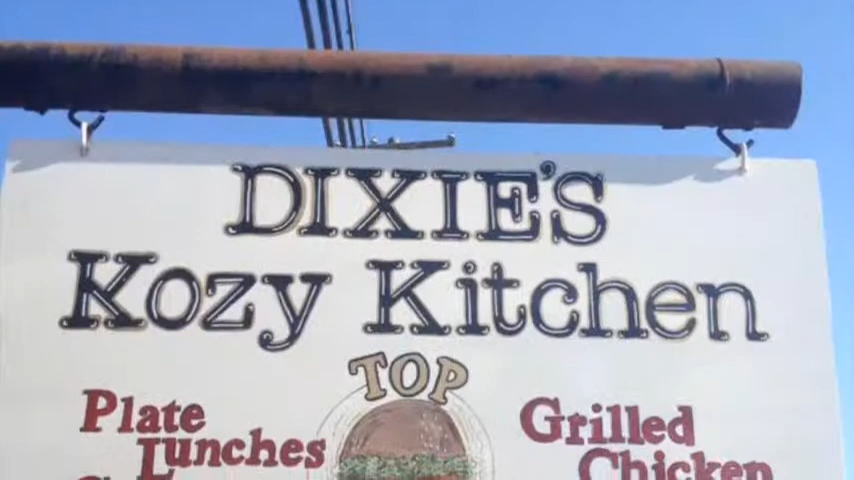 DIXIE'S
Kozy Kitchen
TOP
Plate
Lunches
Grilled
Chicken